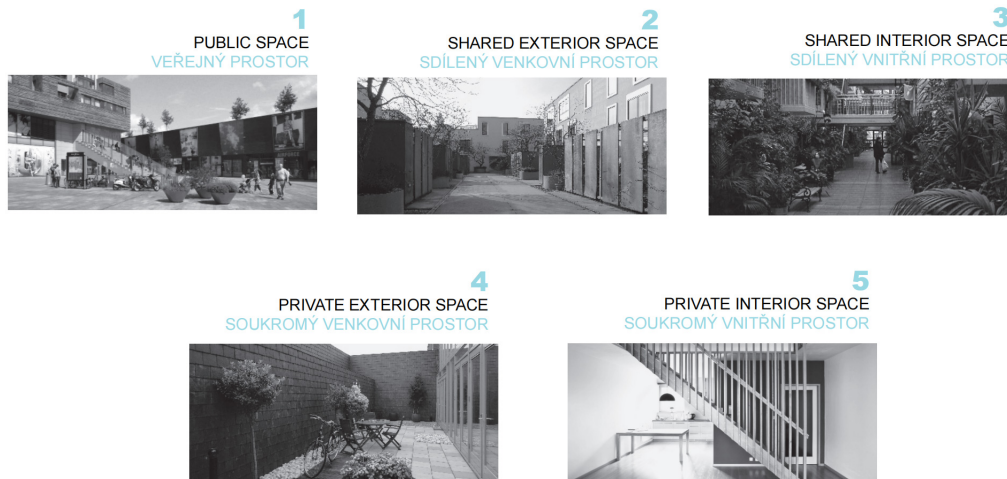 1
PUBLIC SPACE
VEŘEJNÝ PROSTOR
2
SHARED EXTERIOR SPACE
SDÍLENÝ VENKOVNÍ PROSTOR
3
SHARED INTERIOR SPACE
SDÍLENÝ VNITŘNÍ PROSTOR
4
PRIVATE EXTERIOR SPACE
SOUKROMÝ VENKOVNÍ PROSTOR
5
PRIVATE INTERIOR SPACE
SOUKROMÝ VNITŘNÍ PROSTOR